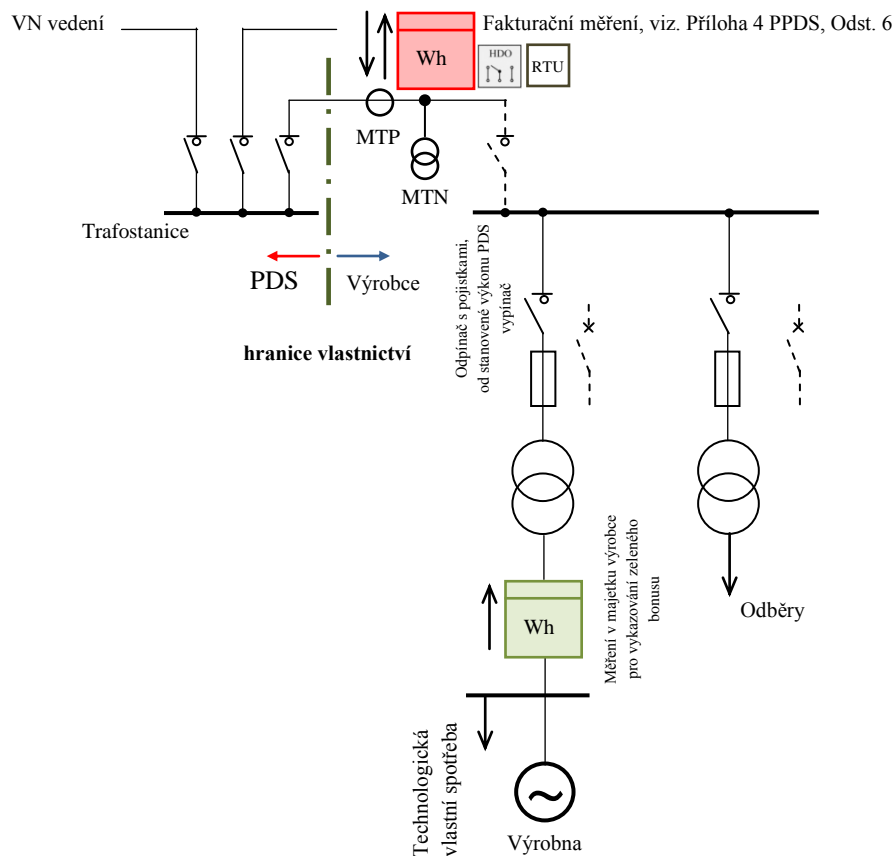 VN vedení
Fakturační měření, viz. Příloha 4 PPDS, Odst. 6
Wh
HDO
RTU
MTP
MTN
Trafostanice
PDS
Výrobce
hranice vlastnictví
Odpínač s pojistkami,
od stanovené výkonu PDS
vypínač
Wh
Měření v majetku výrobce
pro vykazování zeleného
bonusu
Odběry
Technologická
vlastní spotřeba
Výrobna